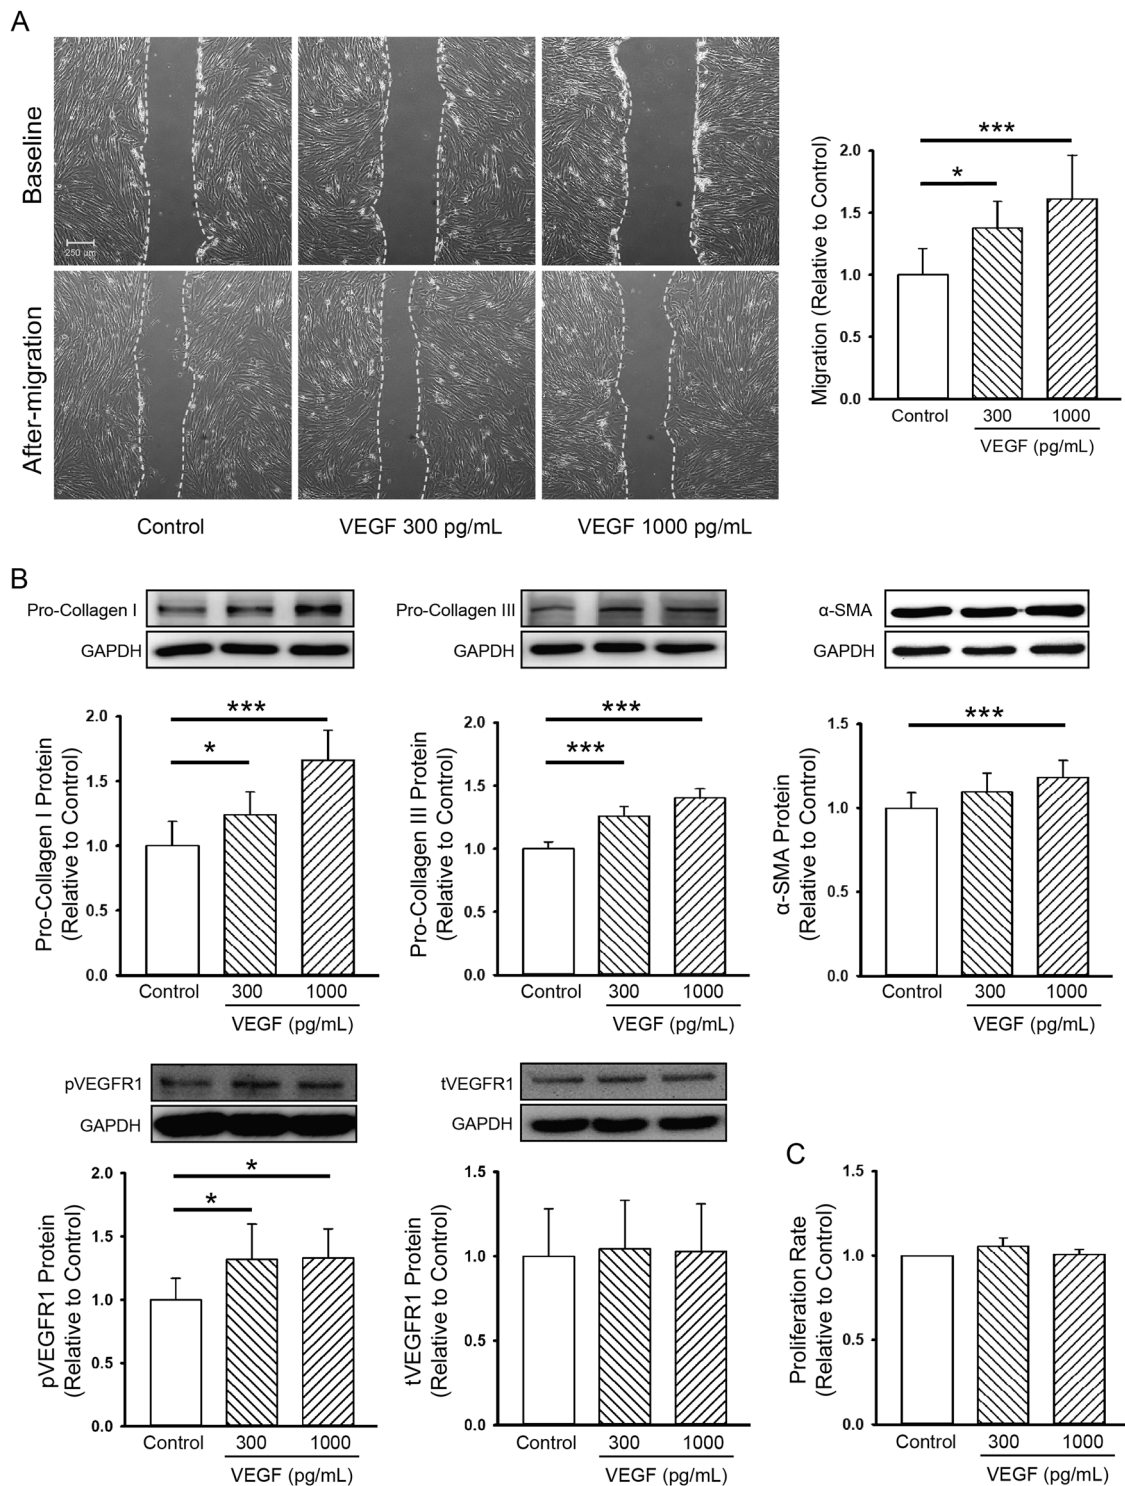 A
Baseline
250 μm
After-migration
Control
VEGF 300 pg/mL
VEGF 1000 pg/mL
Migration (Relative to Control)
2.0
1.5
1.0
0.5
0.0
***
*
Control
300
1000
VEGF (pg/mL)
B
Pro-Collagen I
GAPDH
Pro-Collagen I Protein
(Relative to Control)
2.0
1.5
1.0
0.5
0.0
***
*
Control
300
1000
VEGF (pg/mL)
Pro-Collagen III
GAPDH
Pro-Collagen III Protein
(Relative to Control)
2.0
1.5
1.0
0.5
0.0
***
***
Control
300
1000
VEGF (pg/mL)
α-SMA
GAPDH
α-SMA Protein
(Relative to Control)
1.5
1.0
0.5
0.0
***
Control
300
1000
VEGF (pg/mL)
pVEGFR1
GAPDH
pVEGFR1 Protein
(Relative to Control)
2.0
1.5
1.0
0.5
0.0
*
*
Control
300
1000
VEGF (pg/mL)
tVEGFR1
GAPDH
tVEGFR1 Protein
(Relative to Control)
1.5
1.0
0.5
0.0
Control
300
1000
VEGF (pg/mL)
C
Proliferation Rate
(Relative to Control)
1.5
1.0
0.5
0.0
Control
300
1000
VEGF (pg/mL)